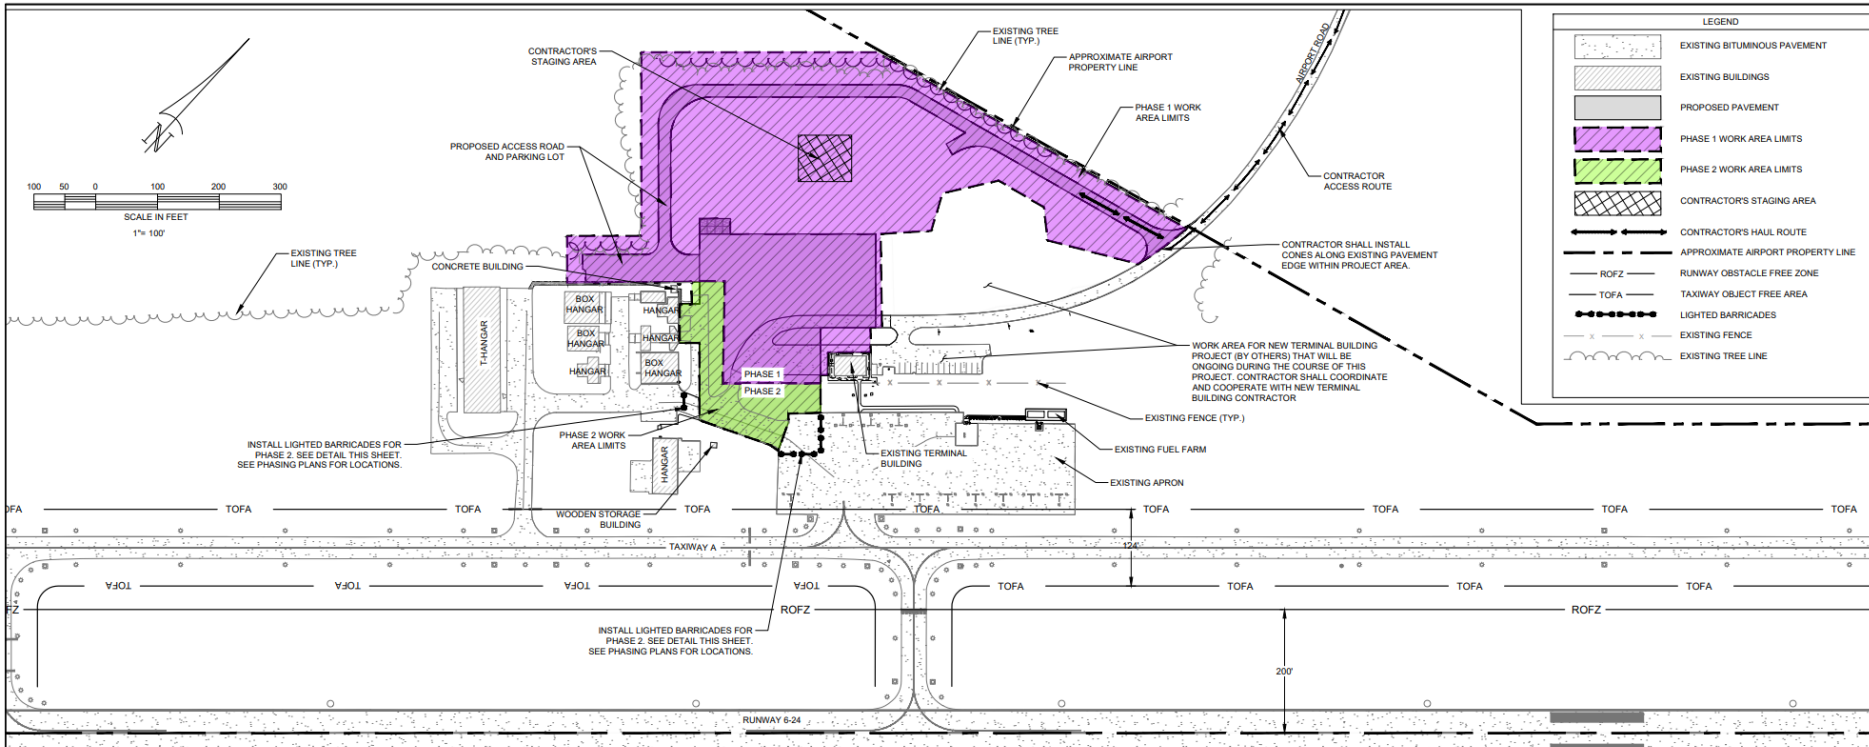 EXISTING TREE
LINE (TYP.)
CONTRACTOR'S
STAGING AREA
APPROXIMATE AIRPORT
PROPERTY LINE
AIRPORT ROAD
PHASE 1 WORK
AREA LIMITS
N
PROPOSED ACCESS ROAD
AND PARKING LOT
CONTRACTOR
ACCESS ROUTE
100 50 0 100 200 300
SCALE IN FEET
1"= 100'
EXISTING TREE
LINE (TYP.)
CONCRETE BUILDING
CONTRACTOR SHALL INSTALL
CONES ALONG EXISTING PAVEMENT
EDGE WITHIN PROJECT AREA.
T-HANGAR
BOX
HANGAR
HANGAR
BOX
HANGAR
HANGAR
HANGAR
BOX
HANGAR
PHASE 1
PHASE 2
WORK AREA FOR NEW TERMINAL BUILDING
PROJECT (BY OTHERS) THAT WILL BE
ONGOING DURING THE COURSE OF THIS
PROJECT. CONTRACTOR SHALL COORDINATE
AND COOPERATE WITH NEW TERMINAL
BUILDING CONTRACTOR
X X X X
EXISTING FENCE (TYP.)
INSTALL LIGHTED BARRICADES FOR
PHASE 2. SEE DETAIL THIS SHEET.
SEE PHASING PLANS FOR LOCATIONS.
PHASE 2 WORK
AREA LIMITS
HANGAR
EXISTING TERMINAL
BUILDING
EXISTING FUEL FARM
EXISTING APRON
WOODEN STORAGE
BUILDING
OFA TOFA TOFA TOFA TOFA TOFA TOFA TOFA TOFA
TAXIWAY A
124'
TOFA TOFA TOFA TOFA TOFA TOFA TOFA TOFA
FZ ROFZ ROFZ
INSTALL LIGHTED BARRICADES FOR
PHASE 2. SEE DETAIL THIS SHEET.
SEE PHASING PLANS FOR LOCATIONS.
200'
RUNWAY 6-24
LEGEND
EXISTING BITUMINOUS PAVEMENT
EXISTING BUILDINGS
PROPOSED PAVEMENT
PHASE 1 WORK AREA LIMITS
PHASE 2 WORK AREA LIMITS
CONTRACTOR'S STAGING AREA
CONTRACTOR'S HAUL ROUTE
APPROXIMATE AIRPORT PROPERTY LINE
ROFZ RUNWAY OBSTACLE FREE ZONE
TOFA TAXIWAY OBJECT FREE AREA
LIGHTED BARRICADES
X X EXISTING FENCE
EXISTING TREE LINE